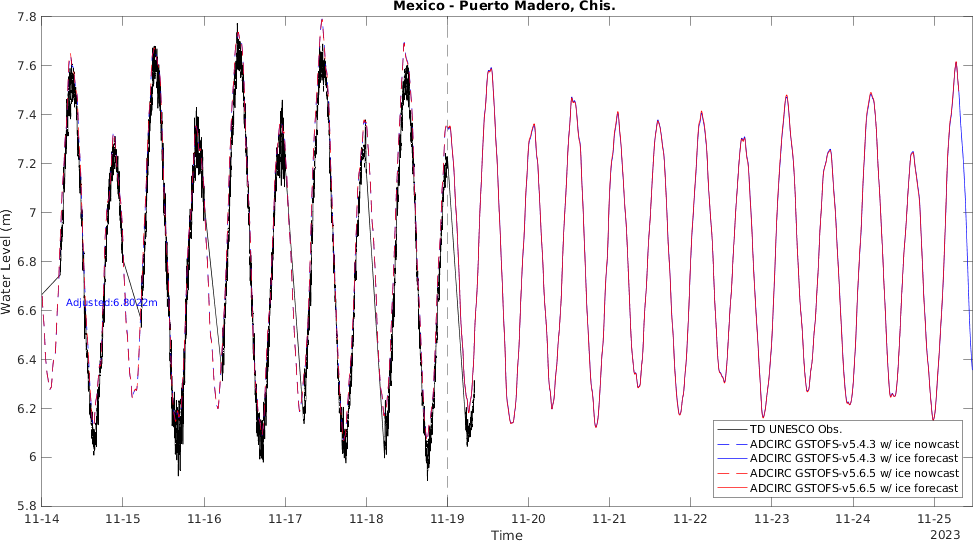 Mexico - Puerto Madero, Chis.
7.8
7.6
7.4
7.2
7
6.8
6.6
6.4
6.2
6
5.8
Water Level (m)
Adjusted:6.8022m
TD UNESCO Obs.
ADCIRC GSTOFS-v5.4.3 w/ ice nowcast
ADCIRC GSTOFS-v5.4.3 w/ ice forecast
ADCIRC GSTOFS-v5.6.5 w/ ice nowcast
ADCIRC GSTOFS-v5.6.5 w/ ice forecast
11-14 11-15 11-16 11-17 11-18 11-19 11-20 11-21 11-22 11-23 11-24 11-25
Time
2023